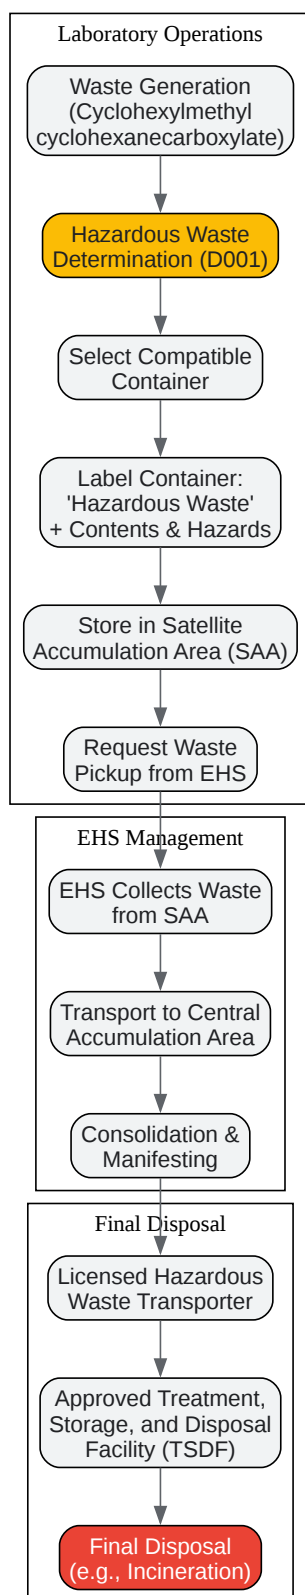 Laboratory Operations
Waste Generation
(Cyclohexylmethyl
cyclohexanecarboxylate)
Hazardous Waste
Determination (D001)
Select Compatible
Container
Label Container:
'Hazardous Waste'
+ Contents & Hazards
Store in Satellite
Accumulation Area (SAA)
Request Waste
Pickup from EHS
EHS Management
EHS Collects Waste
from SAA
Transport to Central
Accumulation Area
Consolidation &
Manifesting
Final Disposal
Licensed Hazardous
Waste Transporter
Approved Treatment,
Storage, and Disposal
Facility (TSDF)
Final Disposal
(e.g., Incineration)